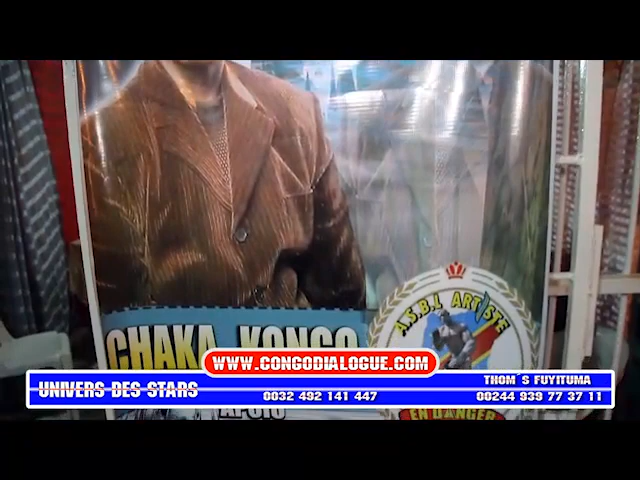 CHAKA KONGO
A.S.B.L ARTISTE
WWW.CONGODIALOGUE.COM
UNIVERS DES STARS
THOM´S FUYITUMA
0032 492 141 447
00244 939 77 37 11
EN DANGER